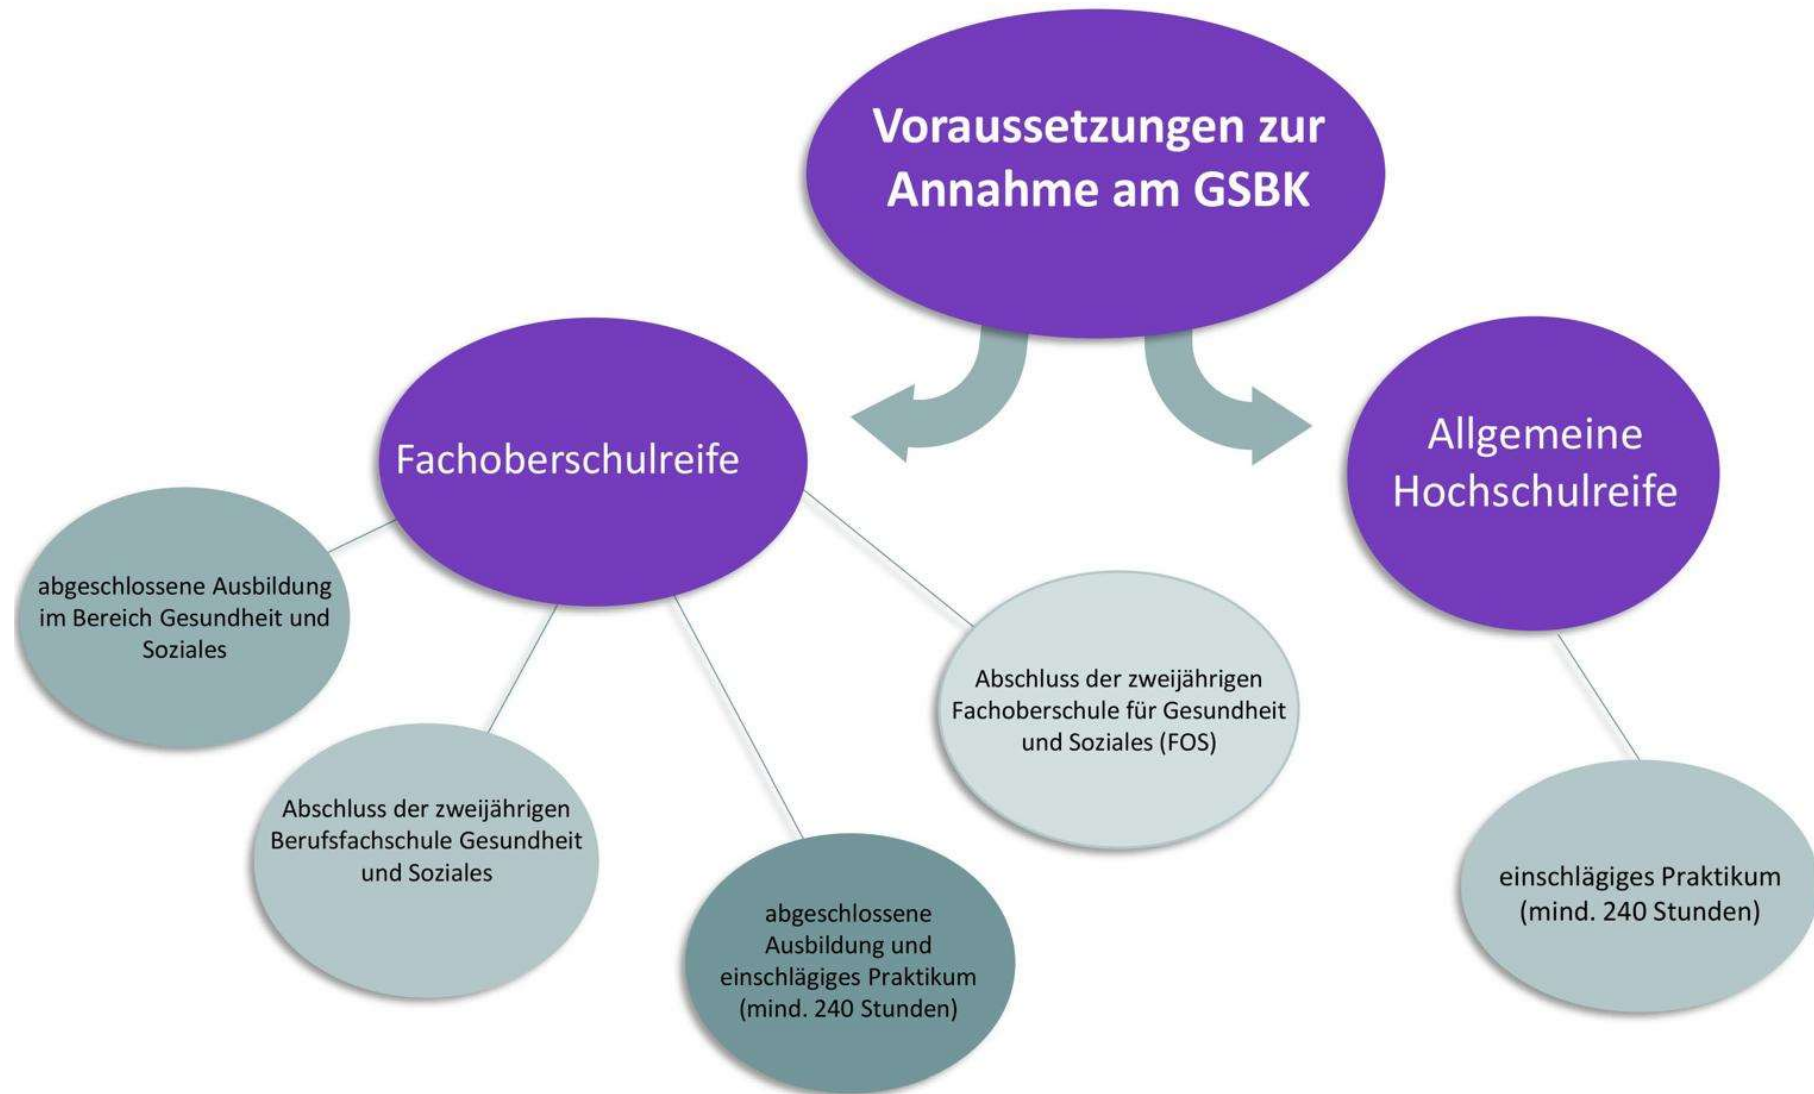 Voraussetzungen zur
Annahme am GSBK
Fachoberschulreife
Allgemeine
Hochschulreife
abgeschlossene Ausbildung
im Bereich Gesundheit und
Soziales
Abschluss der zweijährigen
Berufsfachschule Gesundheit
und Soziales
abgeschlossene
Ausbildung und
einschlägiges Praktikum
(mind. 240 Stunden)
Abschluss der zweijährigen
Fachoberschule für Gesundheit
und Soziales (FOS)
einschlägiges Praktikum
(mind. 240 Stunden)